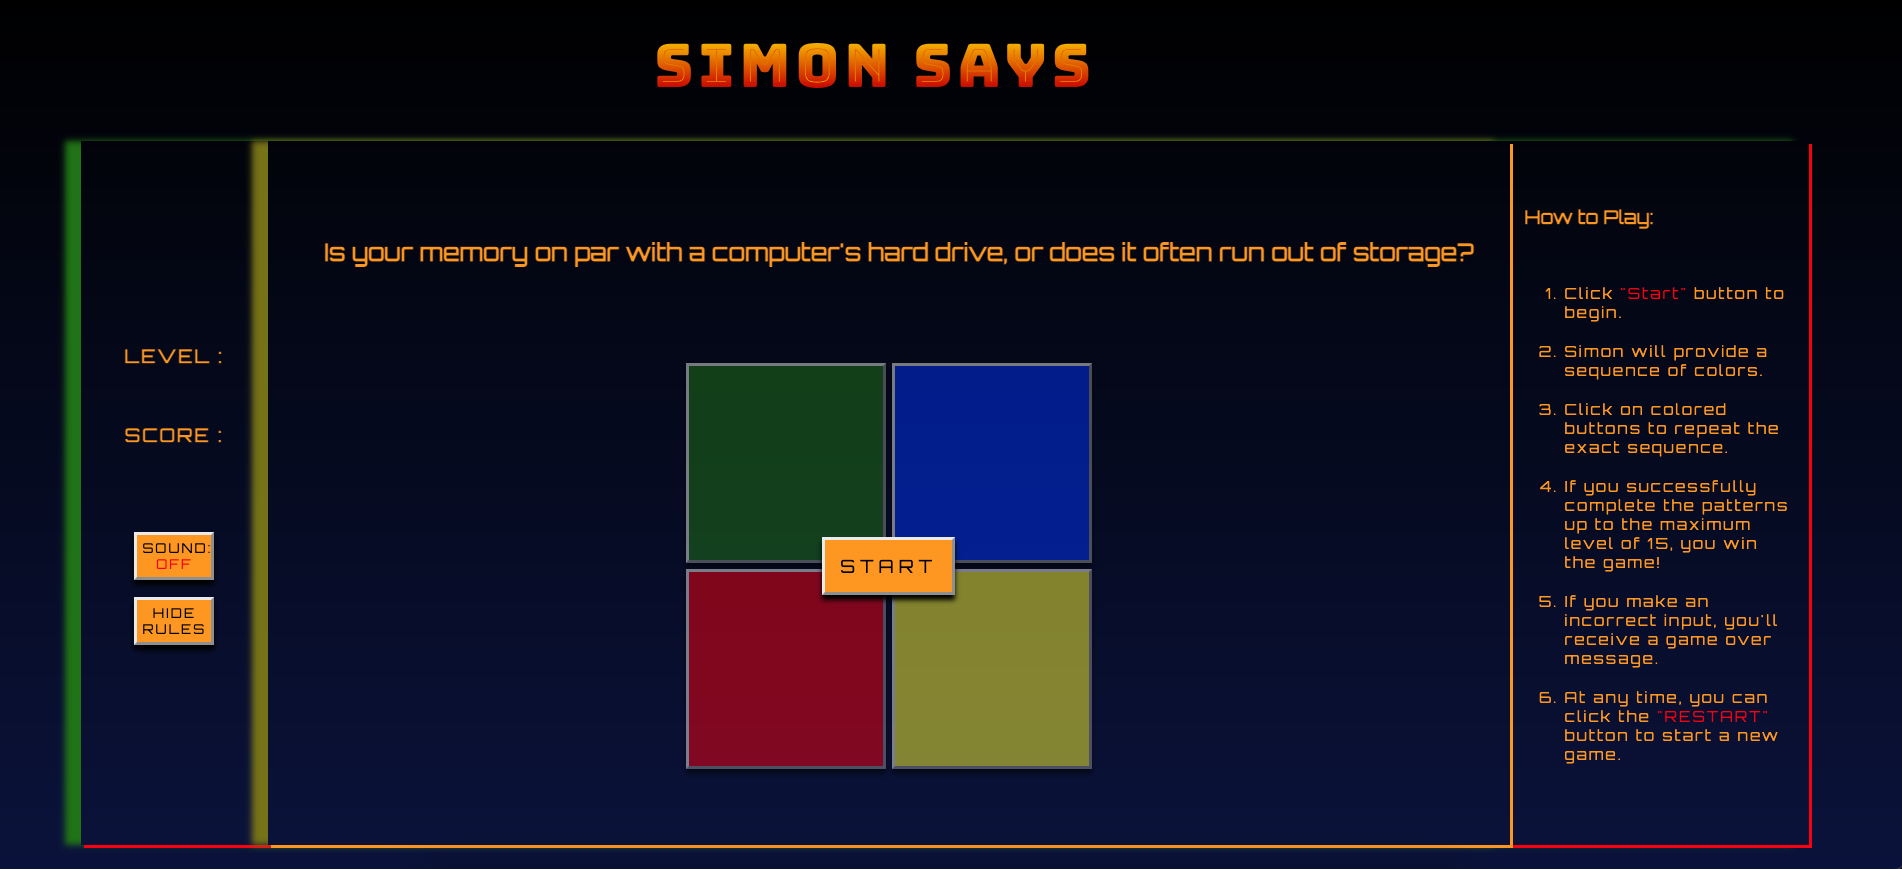 SIMON SAYS
Is your memory on par with a computer's hard drive, or does it often run out of storage?
LEVEL :
SCORE :
SOUND:
OFF
HIDE
RULES
START
How to Play:
1. Click "Start" button to
begin.
2. Simon will provide a
sequence of colors.
3. Click on colored
buttons to repeat the
exact sequence.
4. If you successfully
complete the patterns
up to the maximum
level of 15, you win
the game!
5. If you make an
incorrect input, you'll
receive a game over
message.
6. At any time, you can
click the "RESTART"
button to start a new
game.